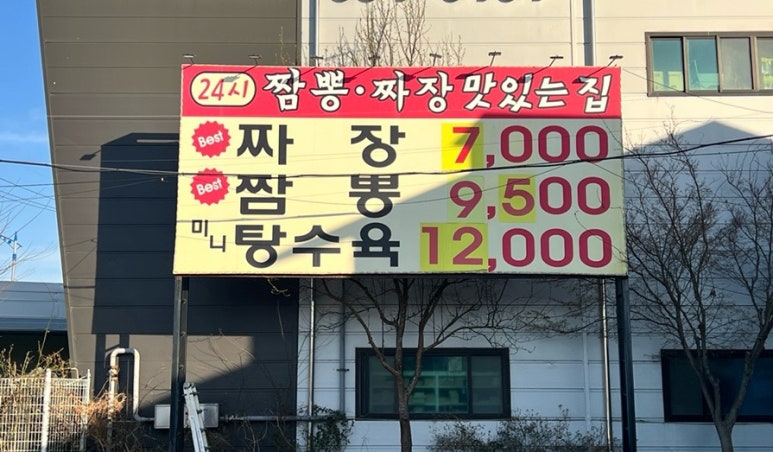 24시 짬뽕·짜장 맛있는집
Best 짜 장 7,000
Best 짬 뽕 9,500
미니 탕수육 12,000